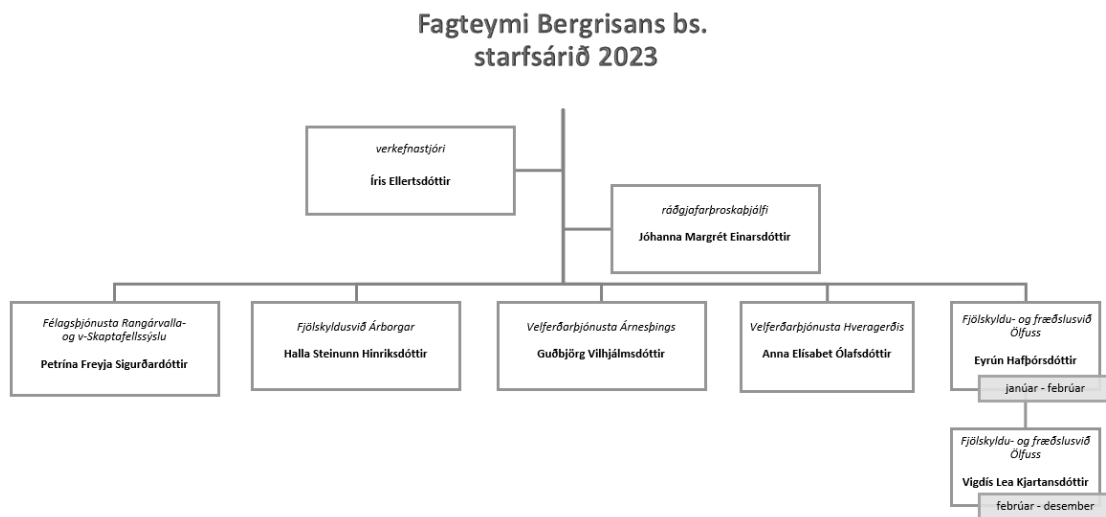 Fagteymi Bergrisans bs.
starfsárið 2023
verkefnastjóri
Íris Ellertsdóttir
ráðgjafarþroskaþjálfi
Jóhanna Margrét Einarsdóttir
Félagsþjónusta Rangárvalla-
og v-Skaptafellssýslu
Petrína Freyja Sigurðardóttir
Fjölskyldusvið Árborgar
Halla Steinunn Hinriksdóttir
Velferðarþjónusta Árnesþings
Guðbjörg Vilhjálmsdóttir
Velferðarþjónusta Hveragerðis
Anna Elísabet Ólafsdóttir
Fjölskyldu- og fræðslusvið
Ölfuss
Eyrún Hafþórsdóttir
janúar - febrúar
Fjölskyldu- og fræðslusvið
Ölfuss
Vigdís Lea Kjartansdóttir
febrúar - desember